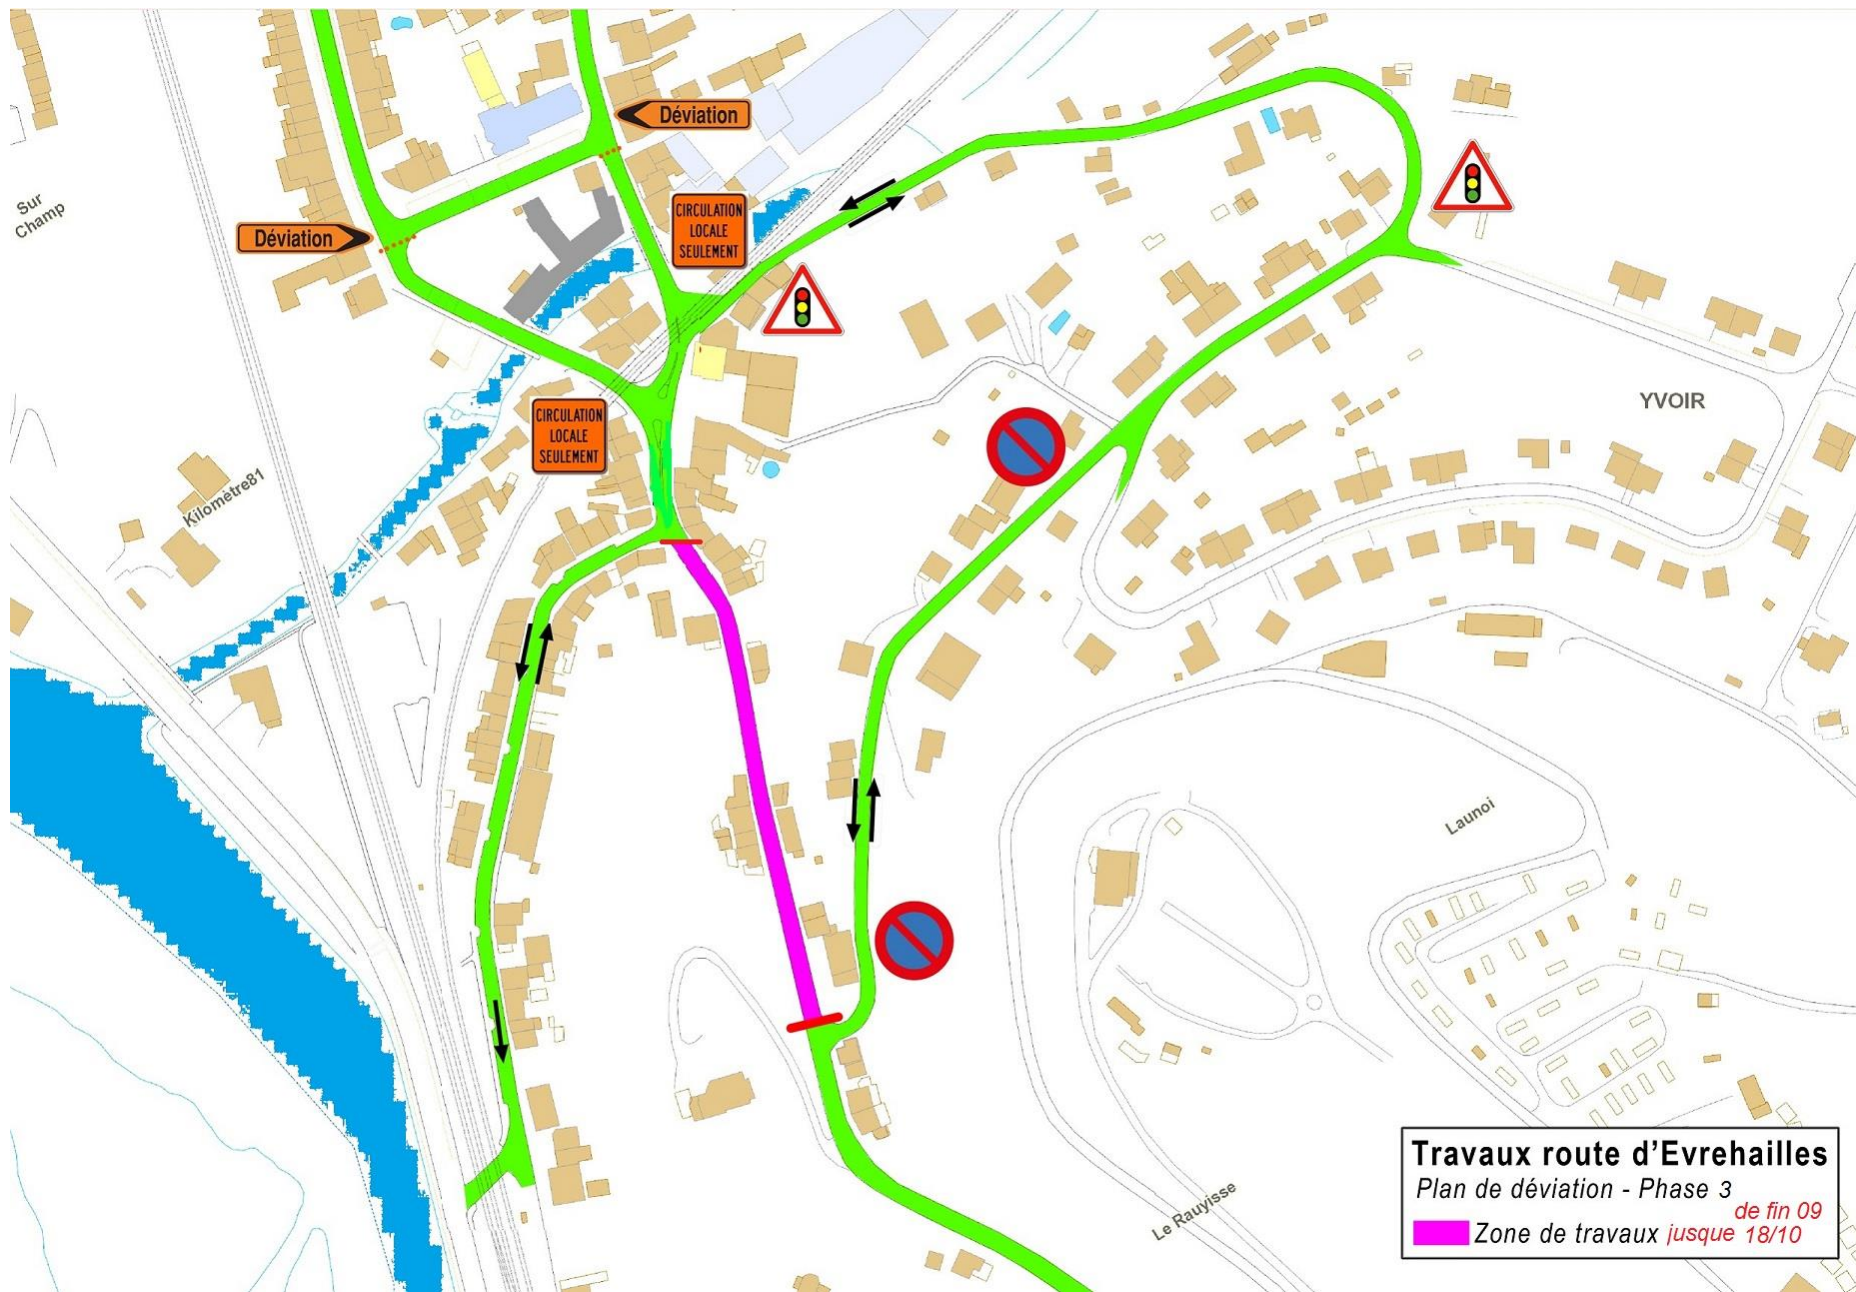 Déviation
Sur
Champ
Déviation
CIRCULATION
LOCALE
SEULEMENT
CIRCULATION
LOCALE
SEULEMENT
YVOIR
Kilomètre81
Launoi
Le Rauyisse
Travaux route d'Evrehailles
Plan de déviation - Phase 3
de fin 09
Zone de travaux jusque 18/10